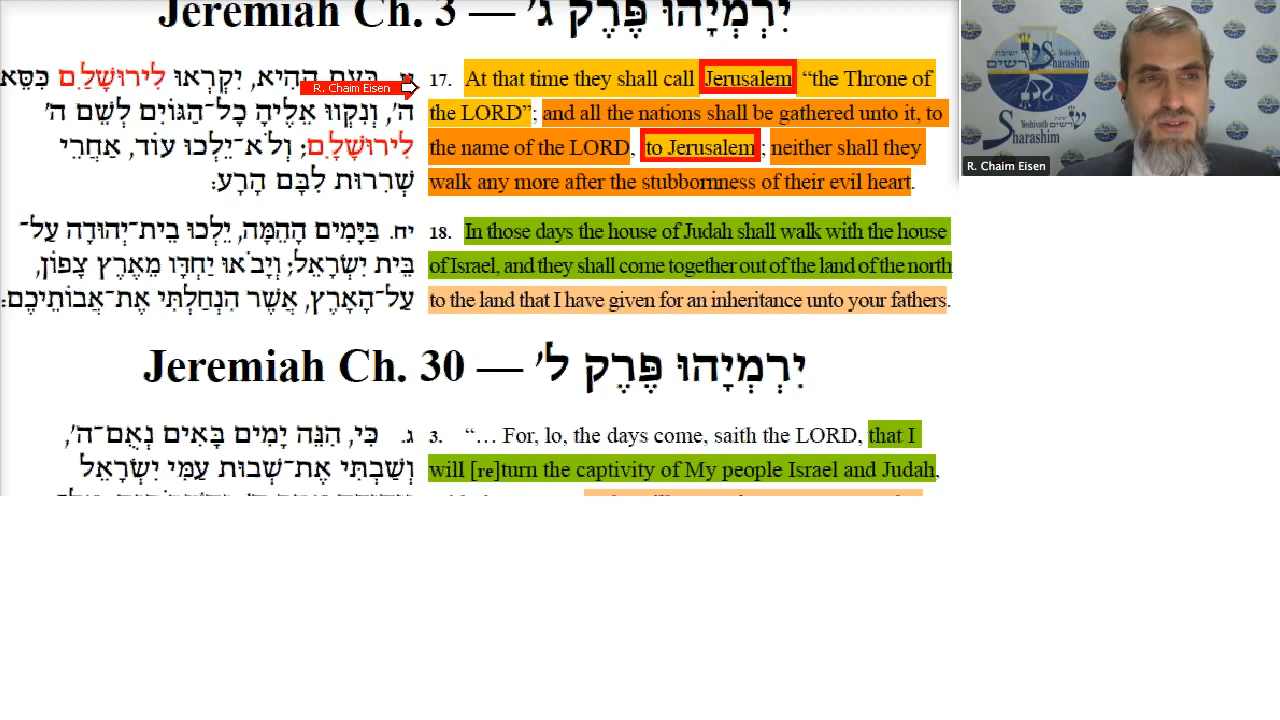 Jeremiah Ch. 3 — יִרְמְיָהוּ פֶּרֶק ג׳
בָּעֵת הַהִיא, יִקְרְאוּ לִירוּשָׁלִַם כִּסֵּא
ה׳, וְנִקְווּ אֵלֶיהָ כָל־הַגּוֹיִם לְשֵׁם ה׳
לִירוּשָׁלִָם; וְלֹא־יֵלְכוּ עוֹד, אַחֲרֵי
שְׁרִרוּת לִבָּם הָרָע:
R. Chaim Eisen
17. At that time they shall call Jerusalem “the Throne of
the LORD”; and all the nations shall be gathered unto it, to
the name of the LORD, to Jerusalem; neither shall they
walk any more after the stubbornness of their evil heart.
יח. בַּיָּמִים הָהֵמָּה, יֵלְכוּ בֵית־יְהוּדָה עַל־
בֵּית יִשְׂרָאֵל; וְיָבֹאוּ יַחְדָּו מֵאֶרֶץ צָפוֹן,
עַל־הָאָרֶץ, אֲשֶׁר הִנְחַלְתִּי אֶת־אֲבוֹתֵיכֶם:
18. In those days the house of Judah shall walk with the house
of Israel, and they shall come together out of the land of the north
to the land that I have given for an inheritance unto your fathers.
Jeremiah Ch. 30 — יִרְמְיָהוּ פֶּרֶק ל׳
ג. כִּי, הִנֵּה יָמִים בָּאִים נְאֻם־ה׳,
וְשַׁבְתִּי אֶת־שְׁבוּת עַמִּי יִשְׂרָאֵל
3. “… For, lo, the days come, saith the LORD, that I
will [re]turn the captivity of My people Israel and Judah,
ישיבת
שרשים
Yeshivath
Sharashim
Yeshivath שרשים
Sharashim
R. Chaim Eisen